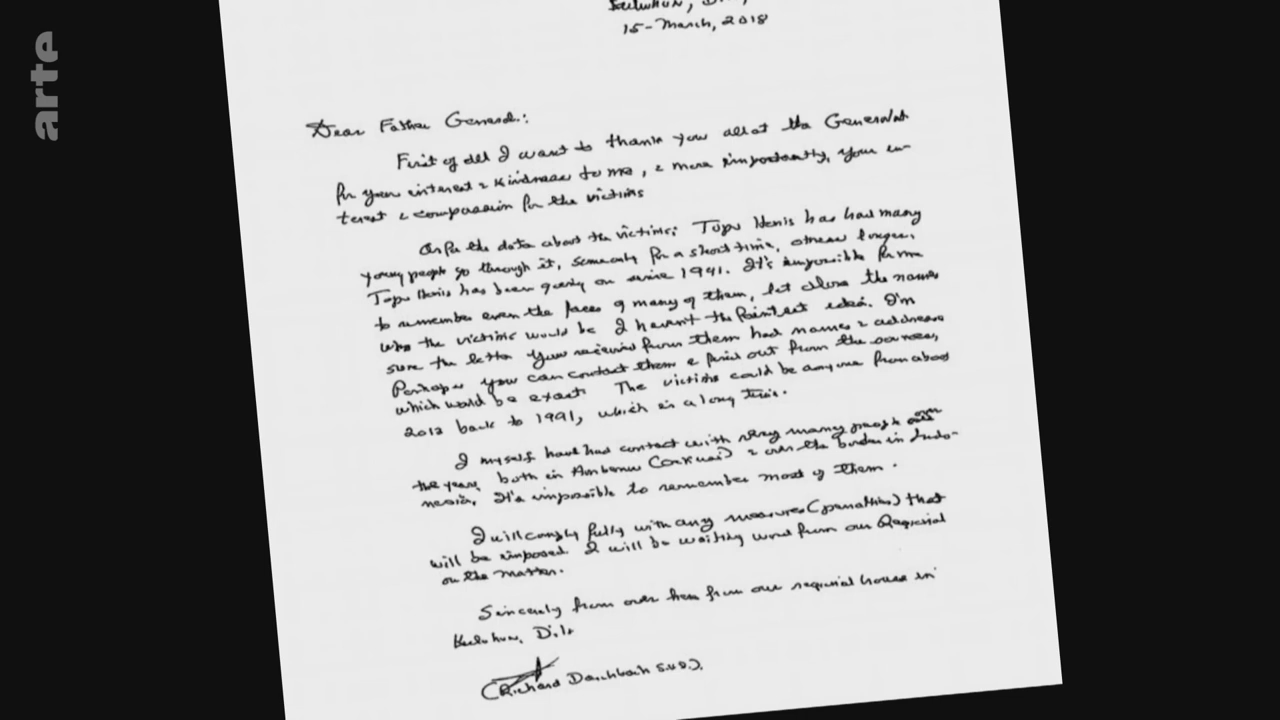 arte
15-March, 2018
Dear Father General:
First of all I want to thank you all at the Generalat
for your interest & kindness to me, & more importantly, your in-
terest & compassion for the victims
As for the data about the victims: Topu Honis has had many
young people go through it, some only for a short time, others longer.
Topu Honis has been going on since 1991. It's impossible for me
to remember even the faces of many of them, let alone the names
Who the victims would be I haven't the faintest idea. I'm
sure the letter you received from them had names & addresses
Perhaps you can contact them & find out from the sources,
which would be exact. The victims could be anyone from about
2012 back to 1991, which is a long time.
I myself have had contact with very many people over
the years, both in Ambenu (Oekusi) & over the border in Indo-
nesia. It's impossible to remember most of them.
I will comply fully with any measures (penalties) that
will be imposed. I will be waiting word from our Regional
on the matter.
Sincerely from over here from our regional house in
Kuluhun, Dili
(Richard Daschbach S.V.D.)